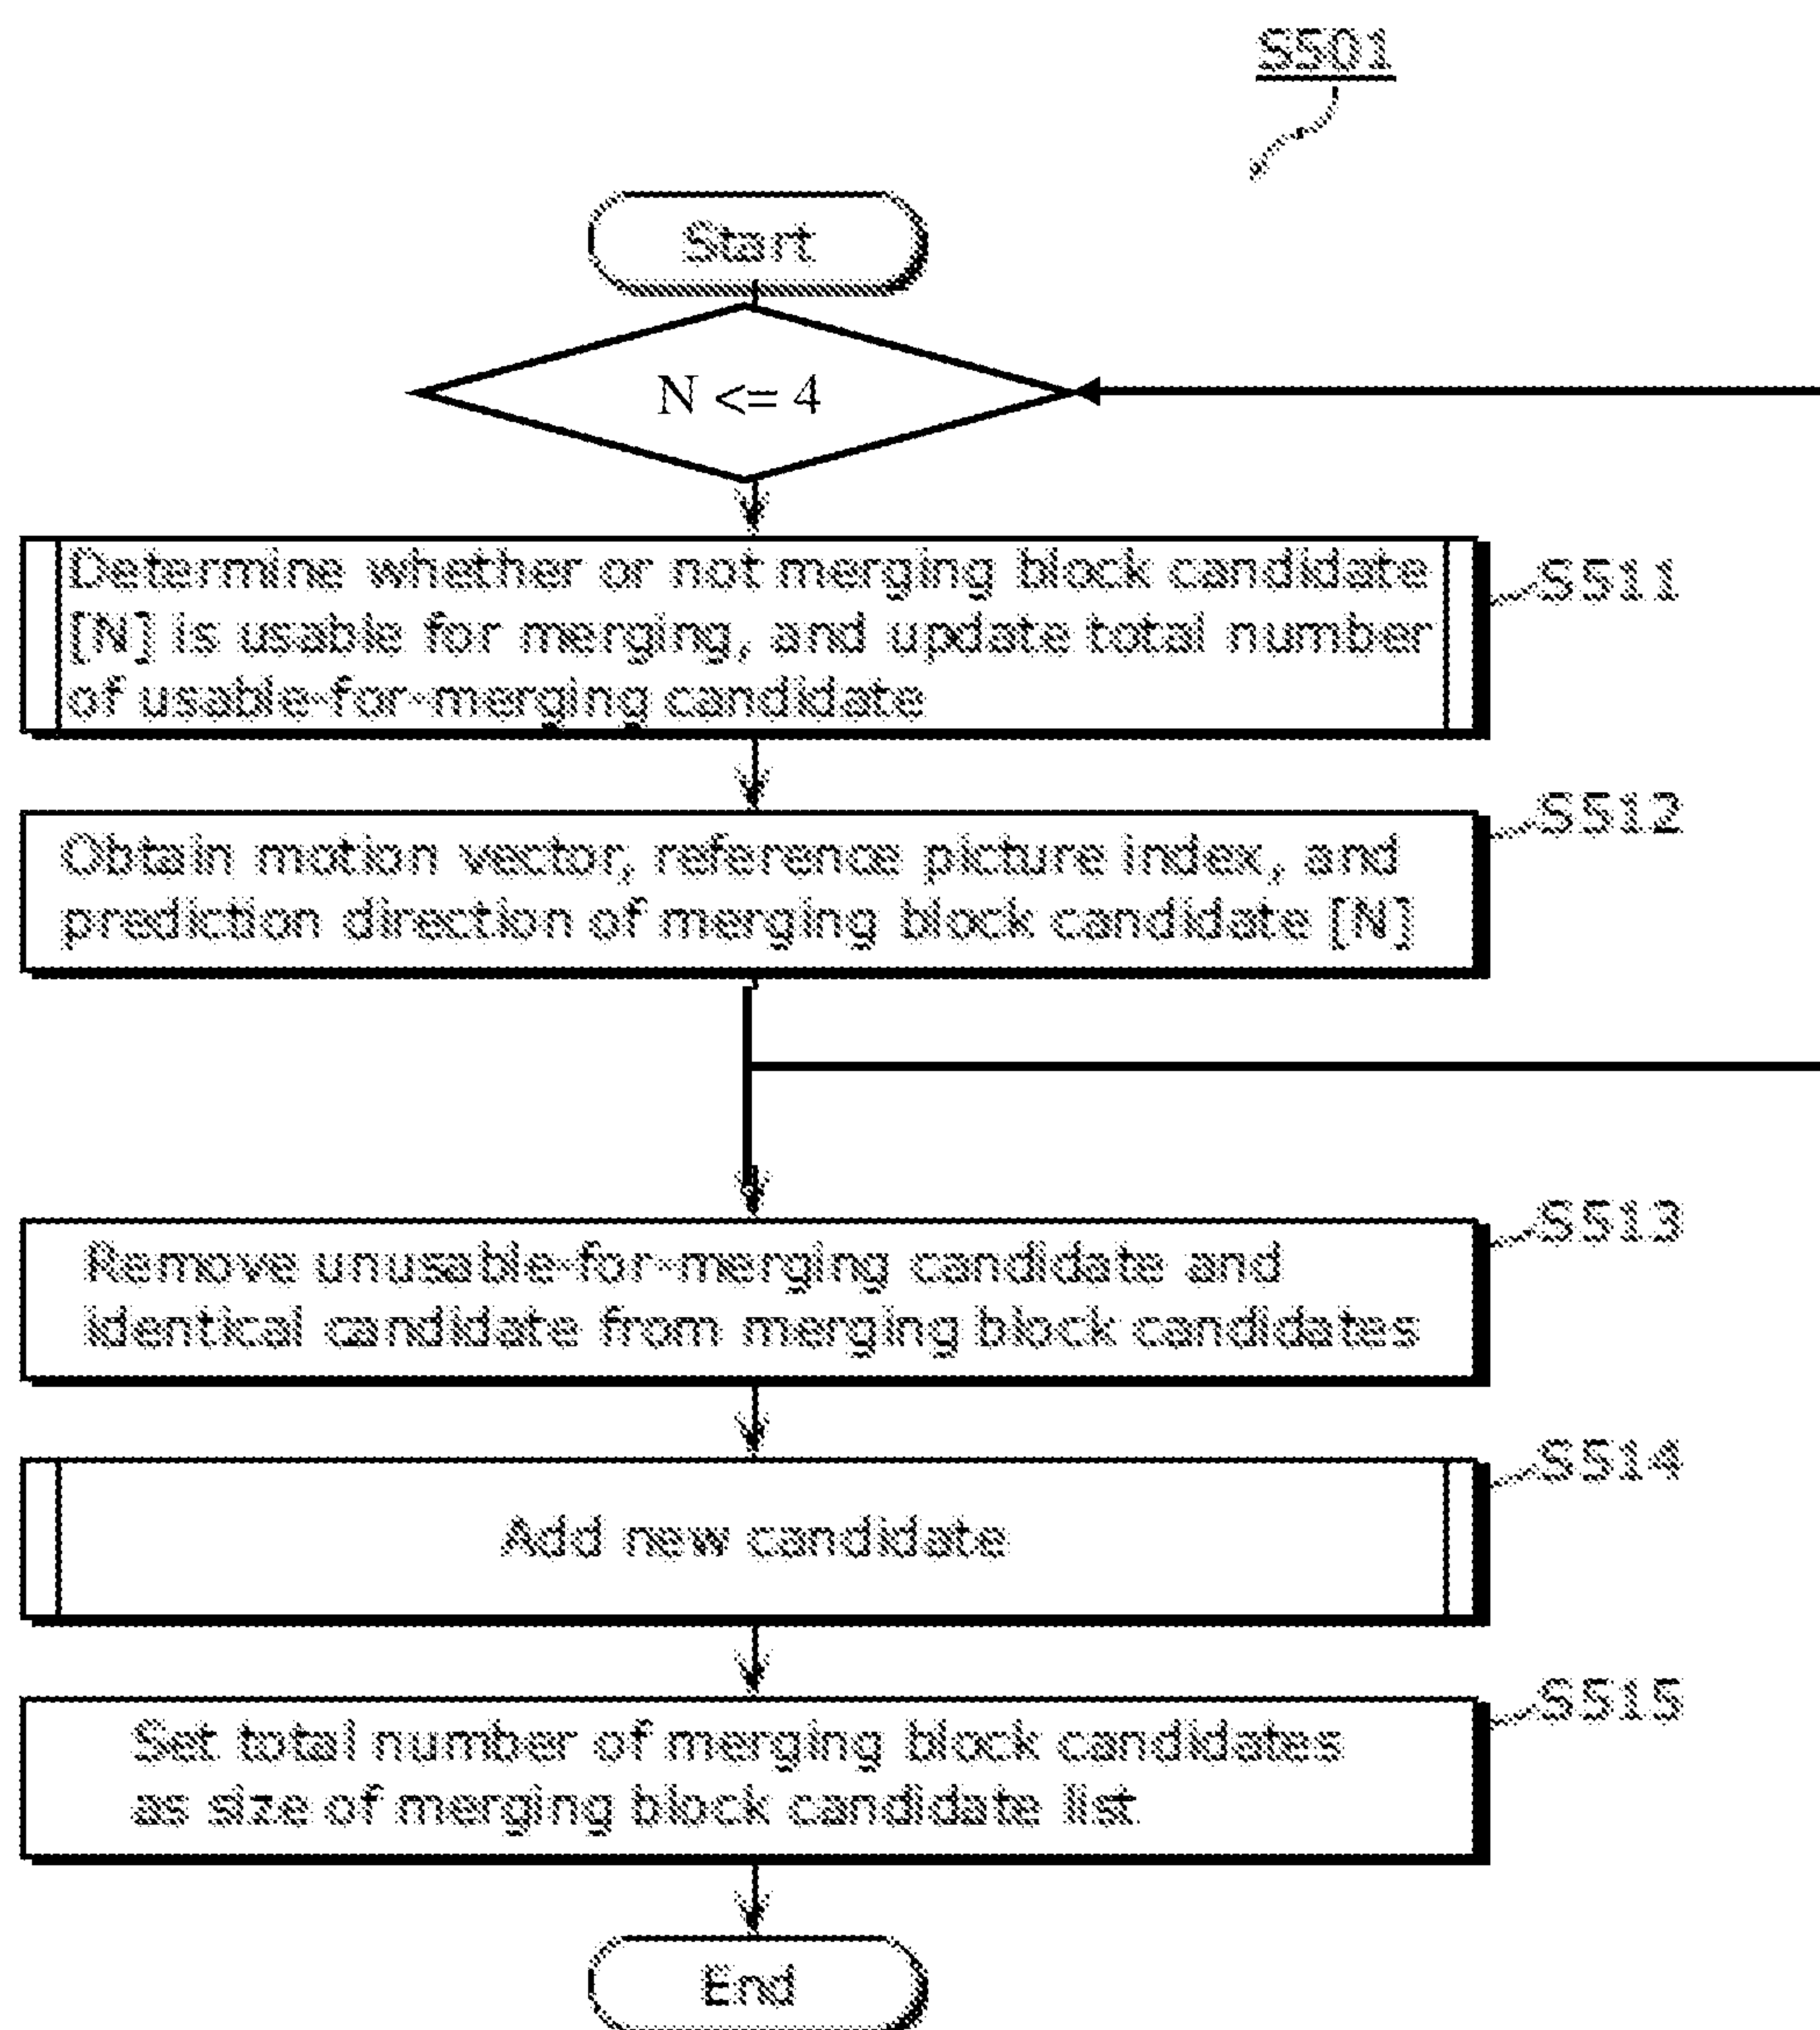 S501
Start
N <= 4
Determine whether or not merging block candidate
[N] is usable for merging, and update total number
of usable-for-merging candidate
S511
Obtain motion vector, reference picture index, and
prediction direction of merging block candidate [N]
S512
Remove unusable-for-merging candidate and
identical candidate from merging block candidates
S513
Add new candidate
S514
Set total number of merging block candidates
as size of merging block candidate list
S515
End